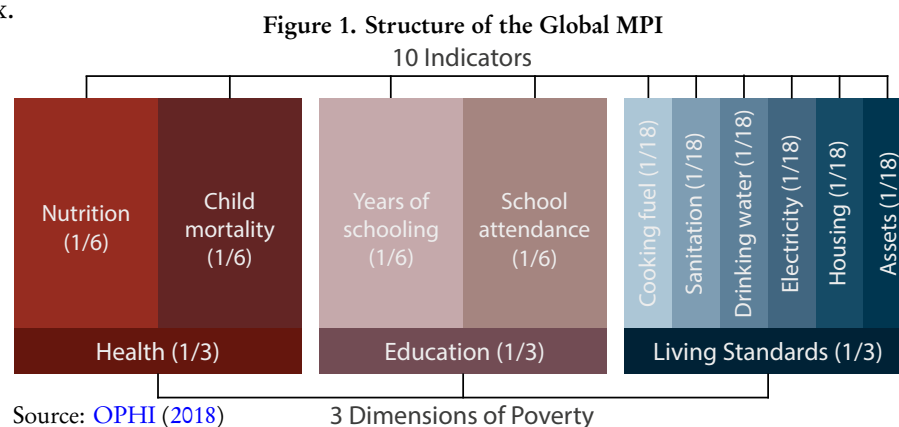 x.
Figure 1. Structure of the Global MPI
10 Indicators
Nutrition
(1/6)
Child
mortality
(1/6)
Years of
schooling
(1/6)
School
attendance
(1/6)
Cooking fuel (1/18)
Sanitation (1/18)
Drinking water (1/18)
Electricity (1/18)
Housing (1/18)
Assets (1/18)
Health (1/3)
Education (1/3)
Living Standards (1/3)
Source: OPHI (2018)
3 Dimensions of Poverty